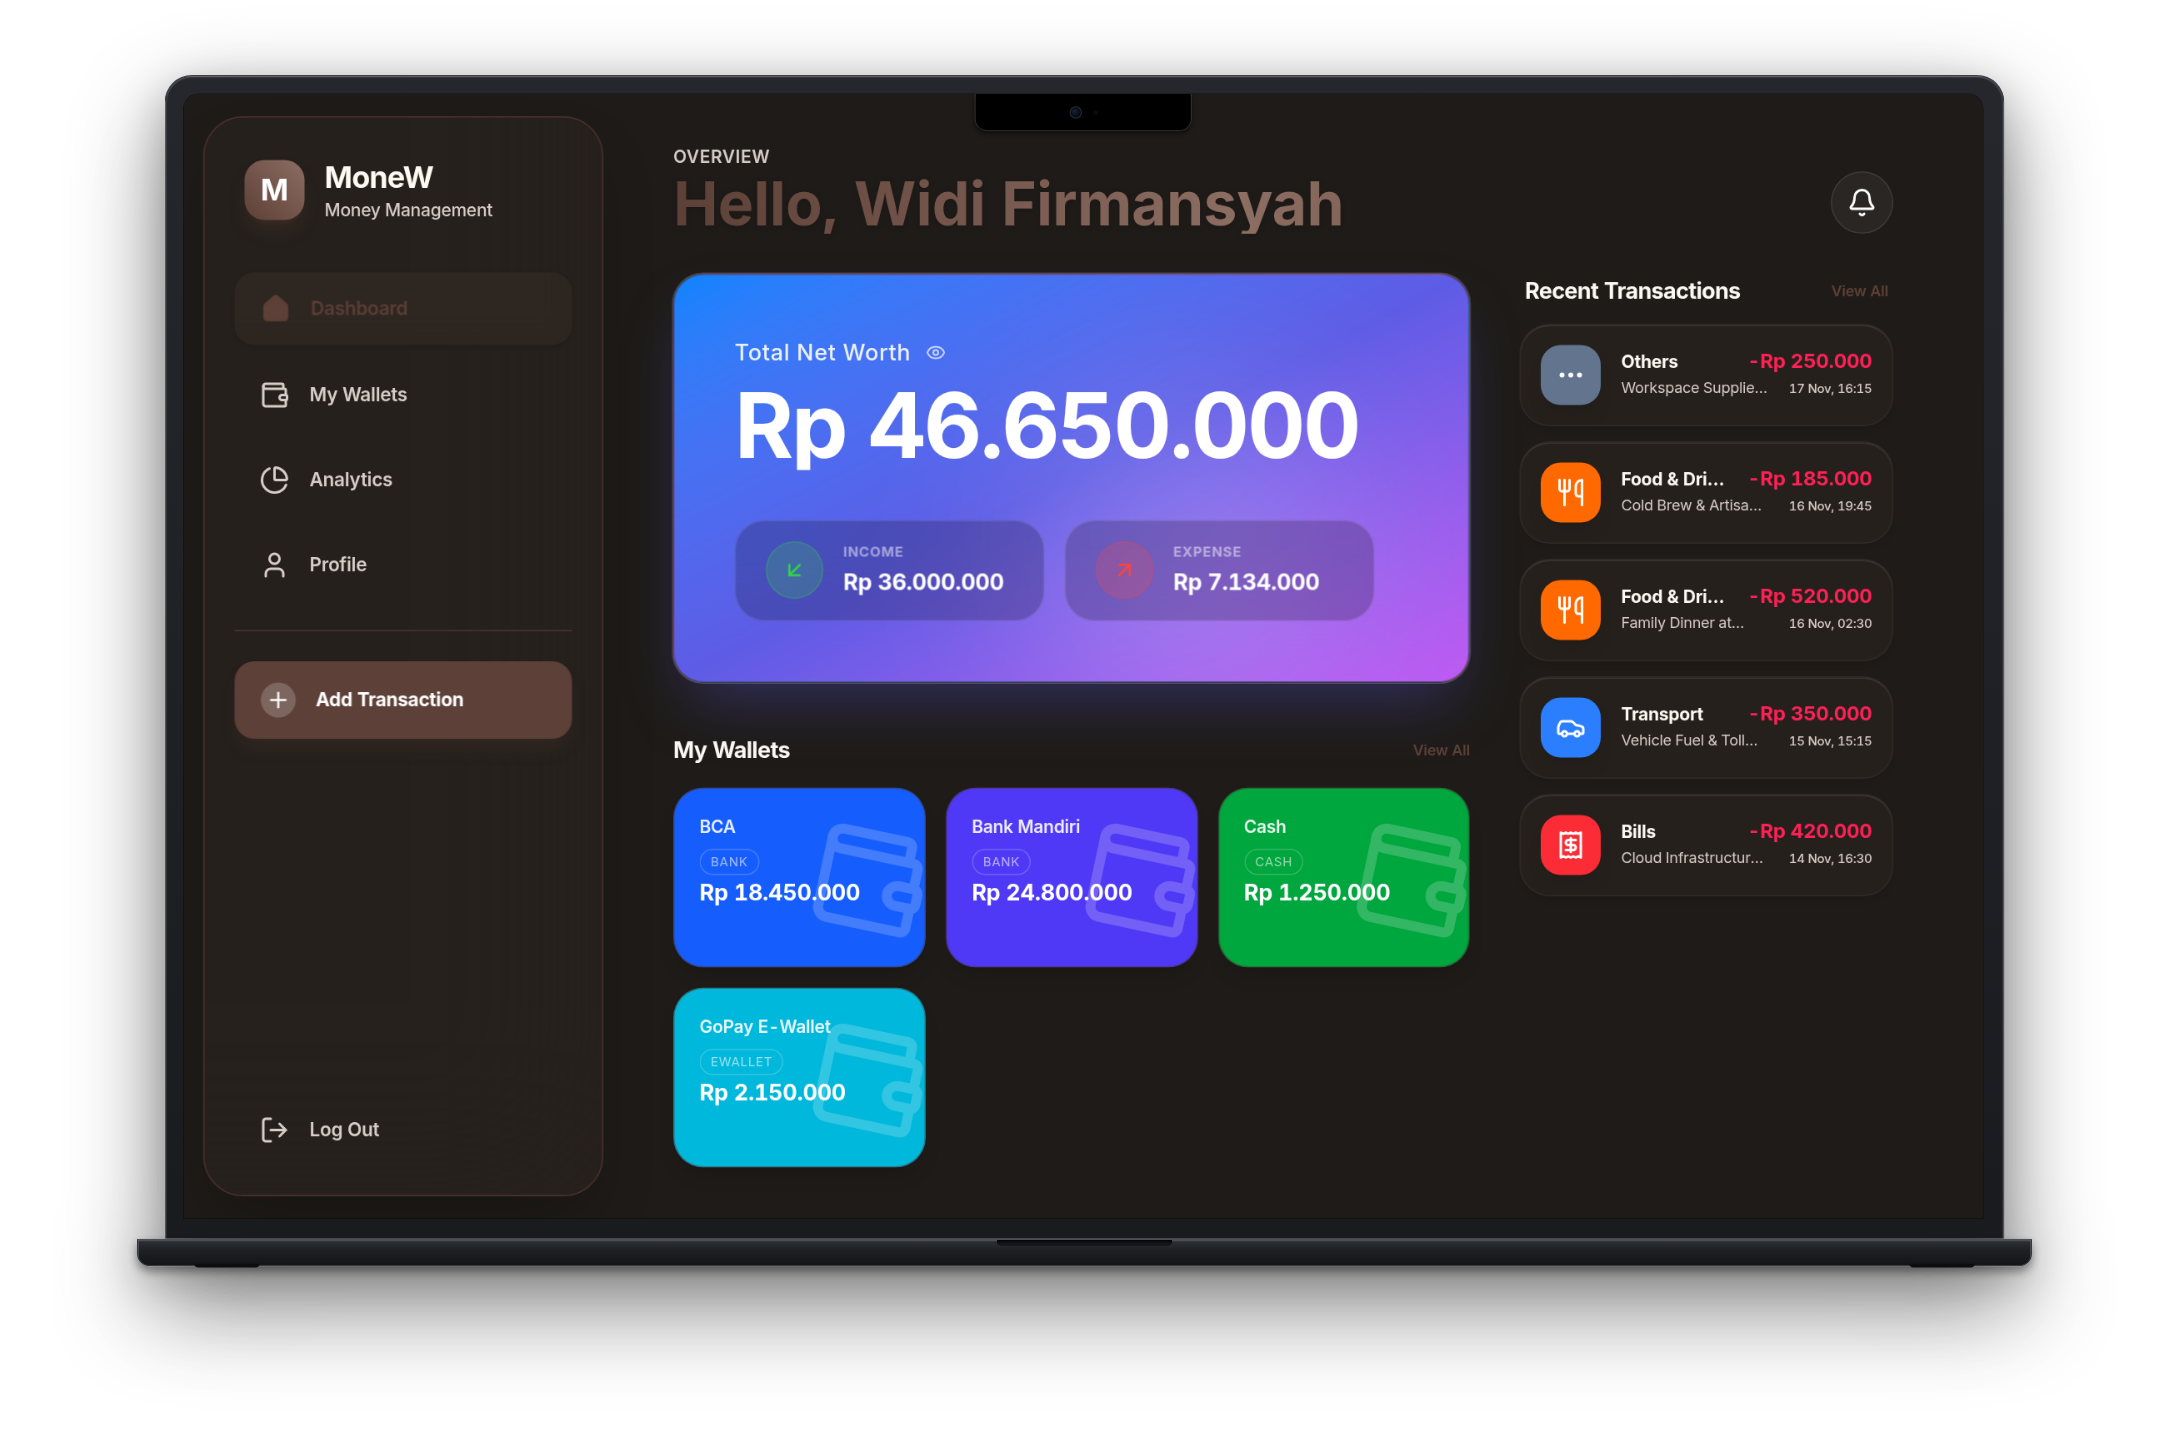 M
MoneW
Money Management
Dashboard
My Wallets
Analytics
Profile
Add Transaction
Log Out
OVERVIEW
Hello, Widi Firmansyah
Total Net Worth
Rp 46.650.000
INCOME
Rp 36.000.000
EXPENSE
Rp 7.134.000
My Wallets
View All
BCA
BANK
Rp 18.450.000
Bank Mandiri
BANK
Rp 24.800.000
Cash
CASH
Rp 1.250.000
GoPay E-Wallet
EWALLET
Rp 2.150.000
Recent Transactions
View All
Others -Rp 250.000
Workspace Supplie... 17 Nov, 16:15
Food & Dri... -Rp 185.000
Cold Brew & Artisa... 16 Nov, 19:45
Food & Dri... -Rp 520.000
Family Dinner at... 16 Nov, 02:30
Transport -Rp 350.000
Vehicle Fuel & Toll... 15 Nov, 15:15
Bills -Rp 420.000
Cloud Infrastructur... 14 Nov, 16:30